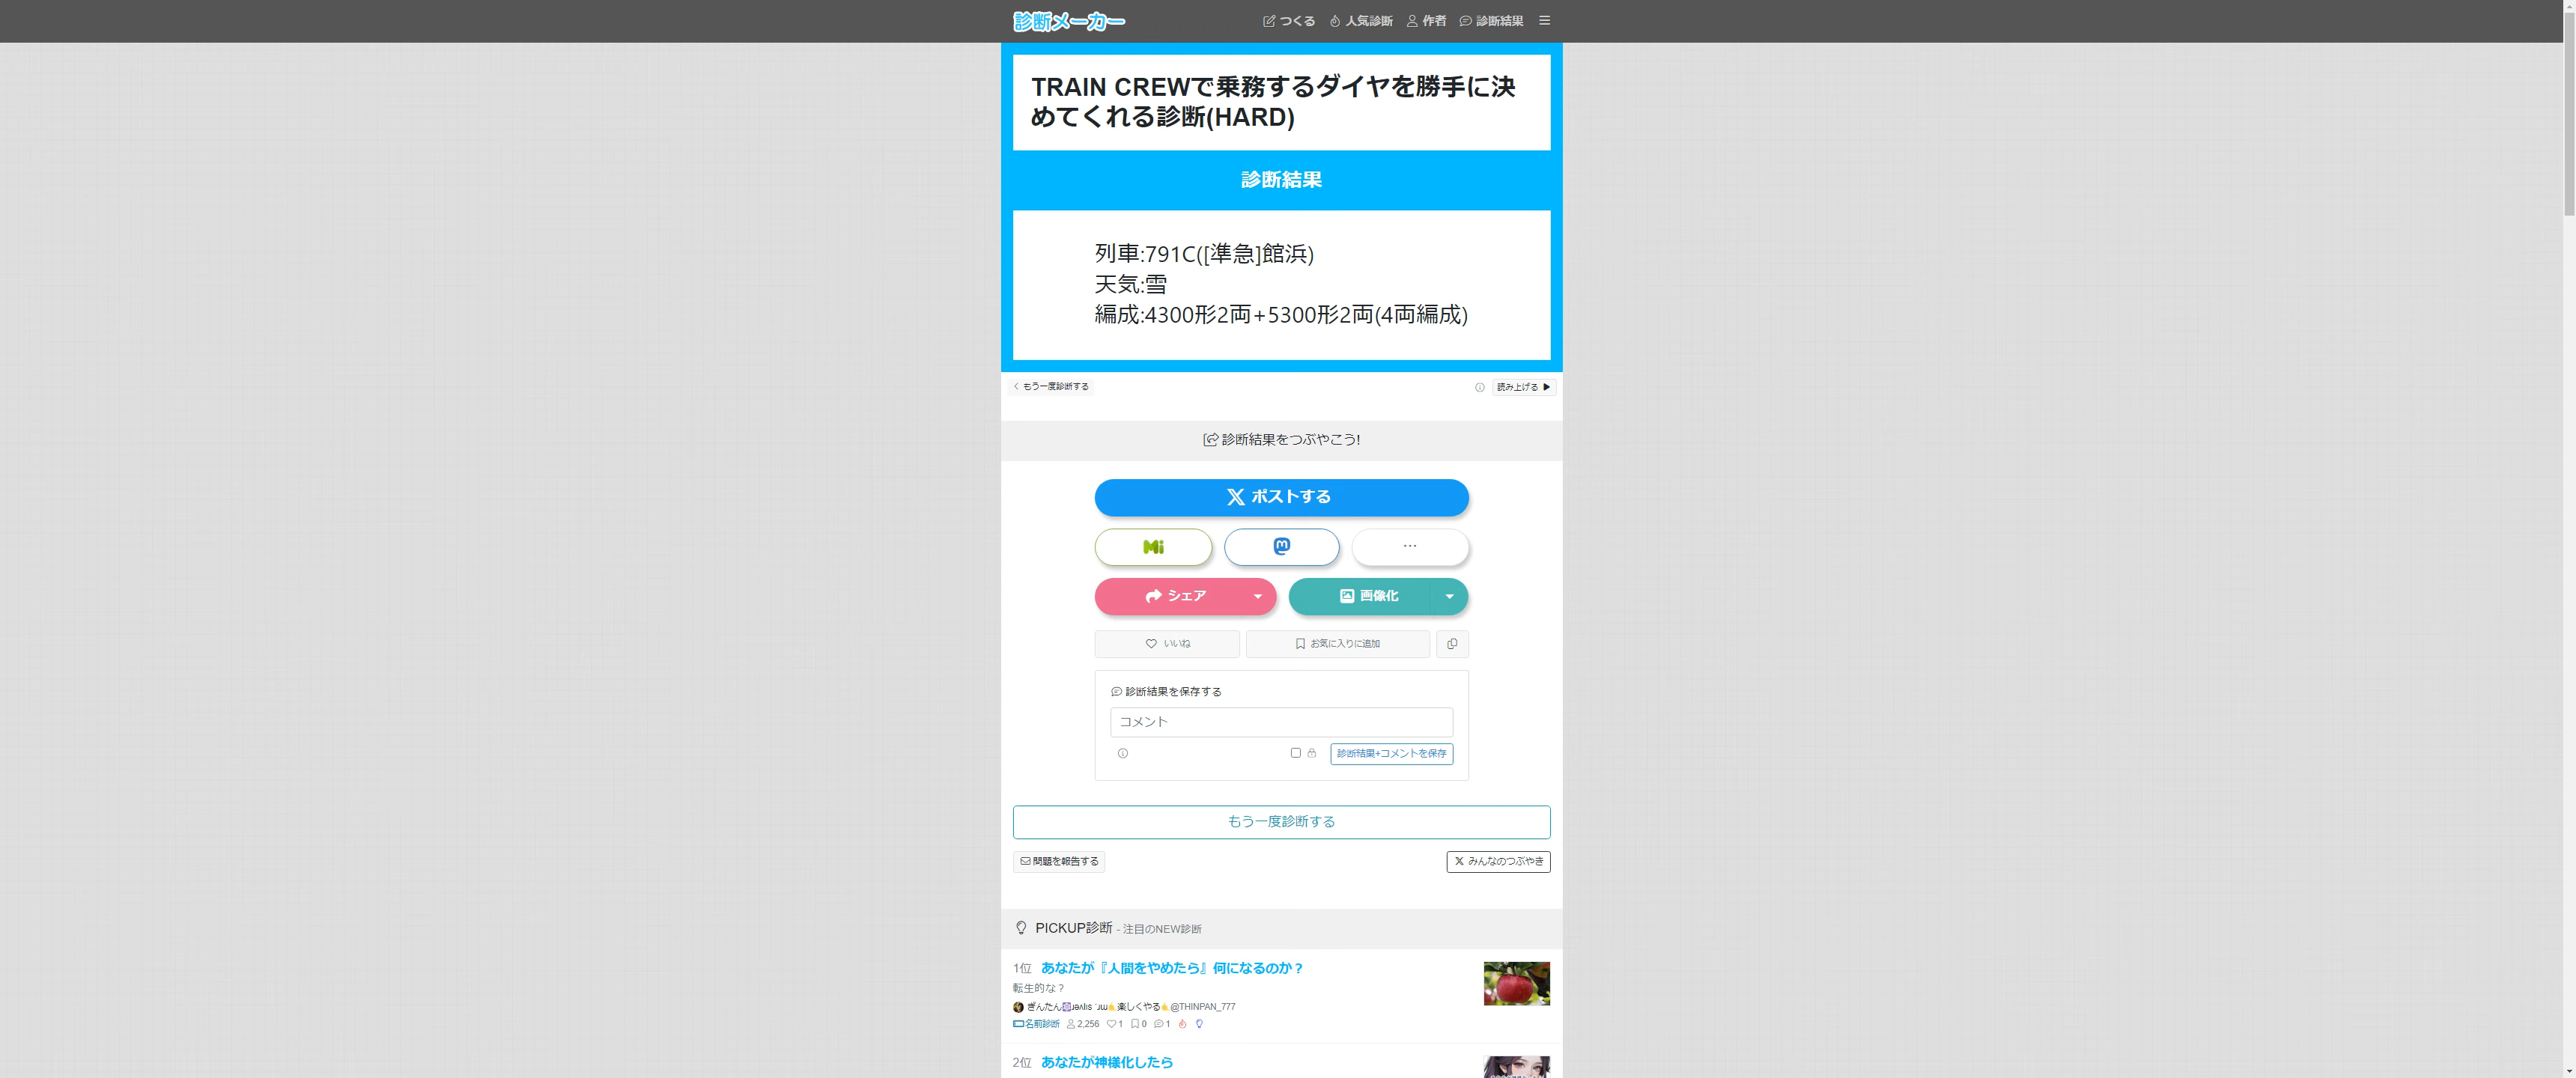 診断メーカー
つくる 人気診断 作者 診断結果
TRAIN CREWで乗務するダイヤを勝手に決
めてくれる診断(HARD)
診断結果
列車:791C([準急]館浜)
天気:雪
編成:4300形2両+5300形2両(4両編成)
もう一度診断する 読み上げる
診断結果をつぶやこう!
ポストする
Mi
シェア 画像化
いいね お気に入りに追加
診断結果を保存する
コメント
診断結果+コメントを保存
もう一度診断する
問題を報告する みんなのつぶやき
PICKUP診断 - 注目のNEW診断
1位 あなたが『人間をやめたら』何になるのか？
転生的な？
ぎんたん 楽しくやる @THINPAN_777
名前診断 2,256 1 0 1
2位 あなたが神様化したら